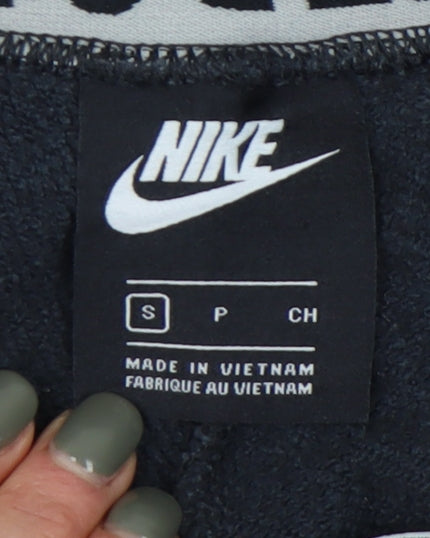 NIKE
S P CH
MADE IN VIETNAM
FABRIQUE AU VIETNAM